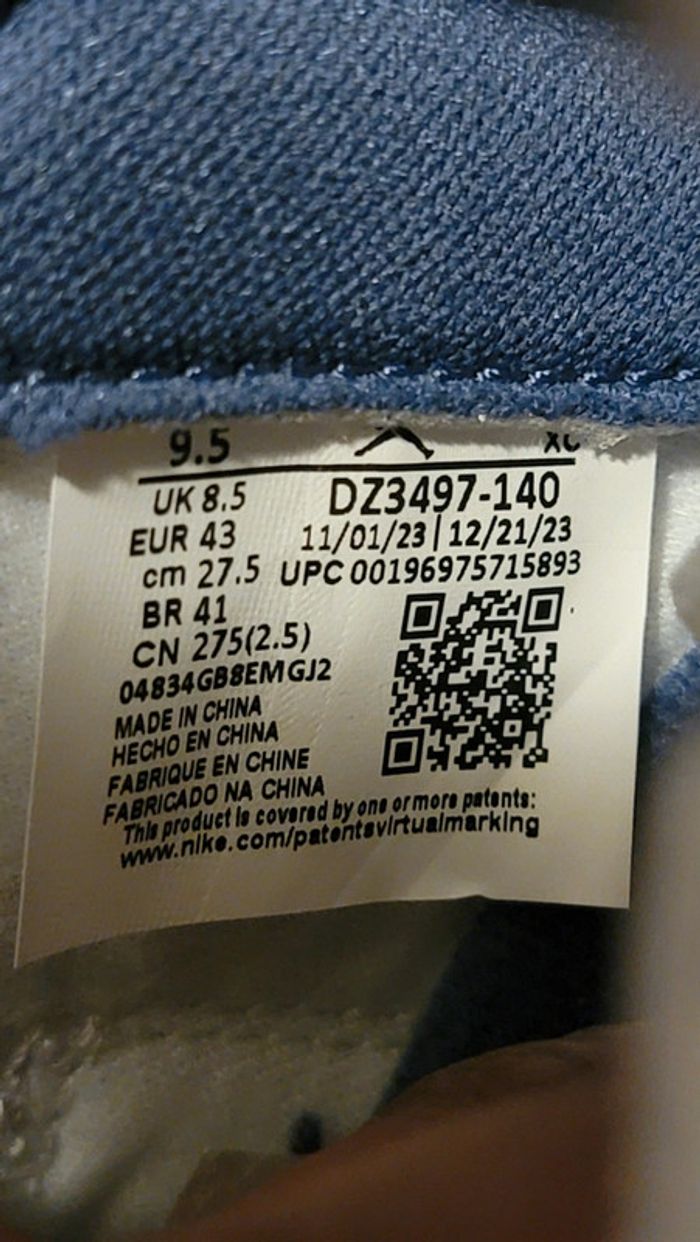 9.5 XC
UK 8.5 DZ3497-140
EUR 43 11/01/23 | 12/21/23
cm 27.5 UPC 00196975715893
BR 41
CN 275(2.5)
04834GB8EMGJ2
MADE IN CHINA
HECHO EN CHINA
FABRIQUE EN CHINE
FABRICADO NA CHINA
This product is covered by one or more patents:
www.nike.com/patentsvirtualmarking